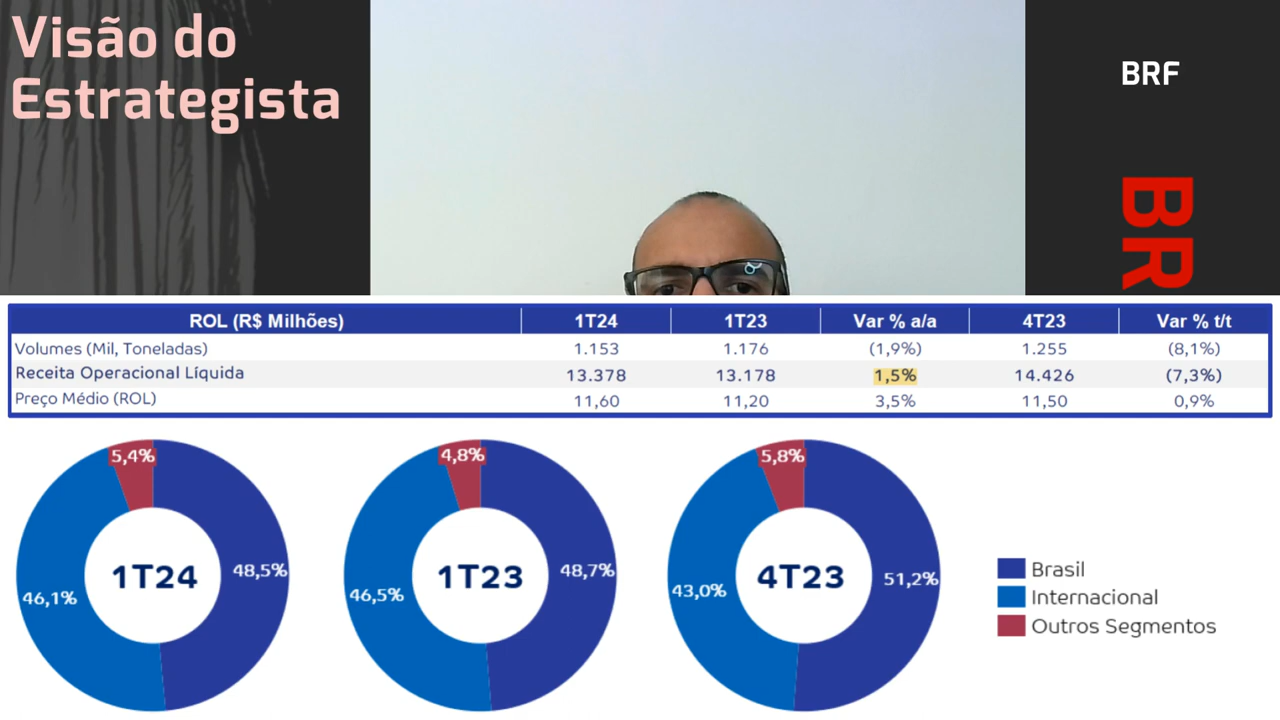 Visão do
Estrategista
BRF
BR
ROL (R$ Milhões) 1T24 1T23 Var % a/a 4T23 Var % t/t
Volumes (Mil, Toneladas) 1.153 1.176 (1,9%) 1.255 (8,1%)
Receita Operacional Líquida 13.378 13.178 1,5% 14.426 (7,3%)
Preço Médio (ROL) 11,60 11,20 3,5% 11,50 0,9%
5,4%
1T24
48,5%
46,1%
4,8%
1T23
48,7%
46,5%
5,8%
4T23
51,2%
43,0%
Brasil
Internacional
Outros Segmentos